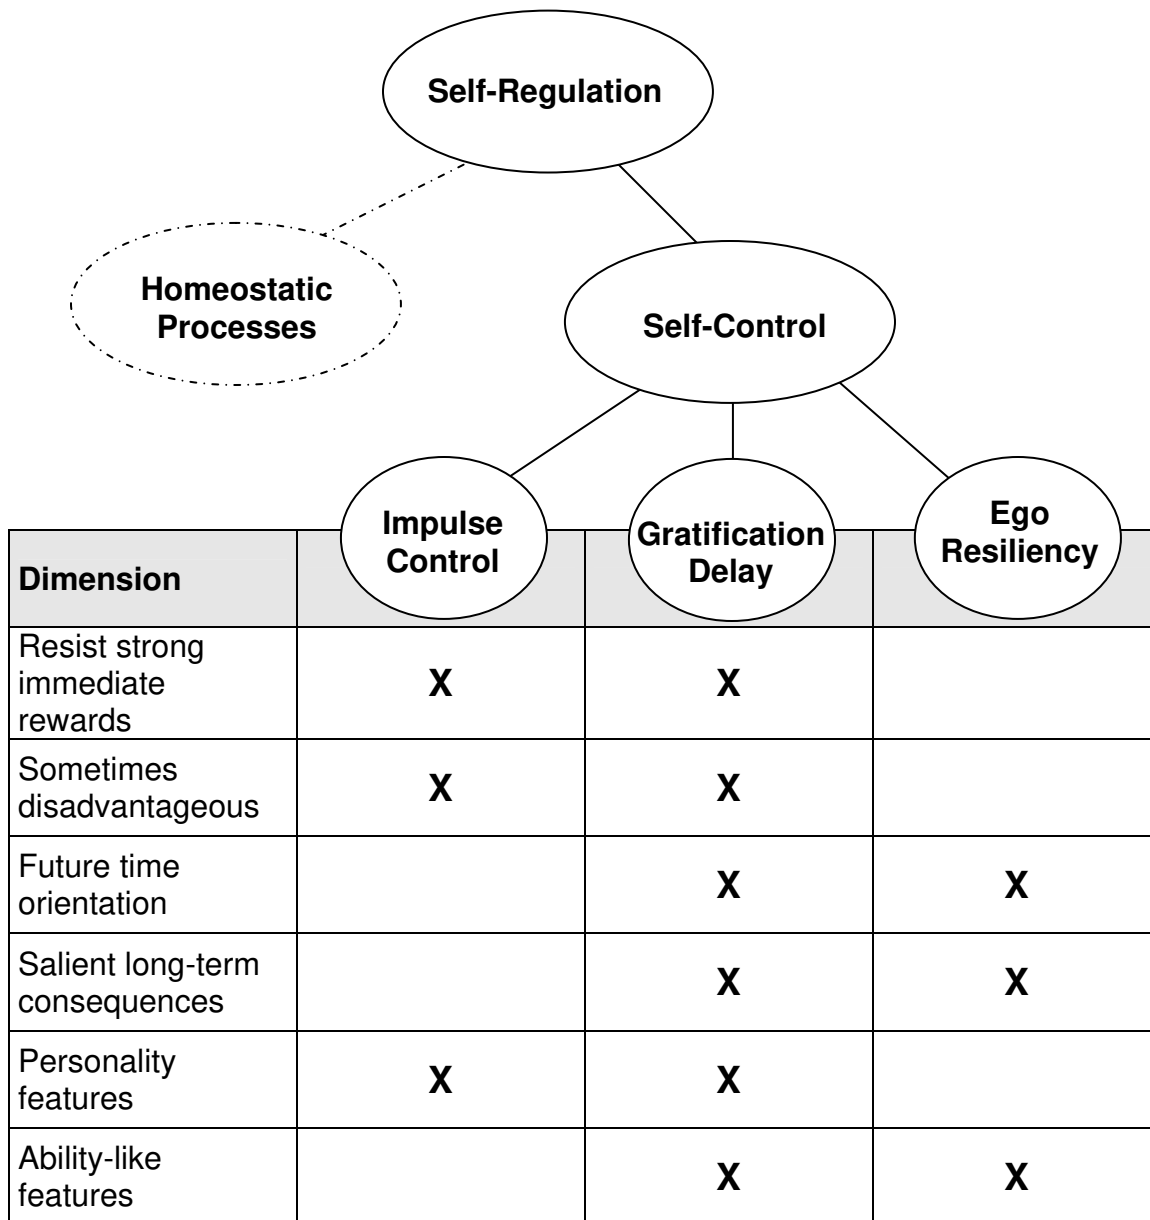 Self-Regulation
Homeostatic
Processes
Self-Control
Impulse
Control
Gratification
Delay
Ego
Resiliency
Dimension
Resist strong
immediate
rewards
X
X
Sometimes
disadvantageous
X
X
Future time
orientation
X
X
Salient long-term
consequences
X
X
Personality
features
X
X
Ability-like
features
X
X